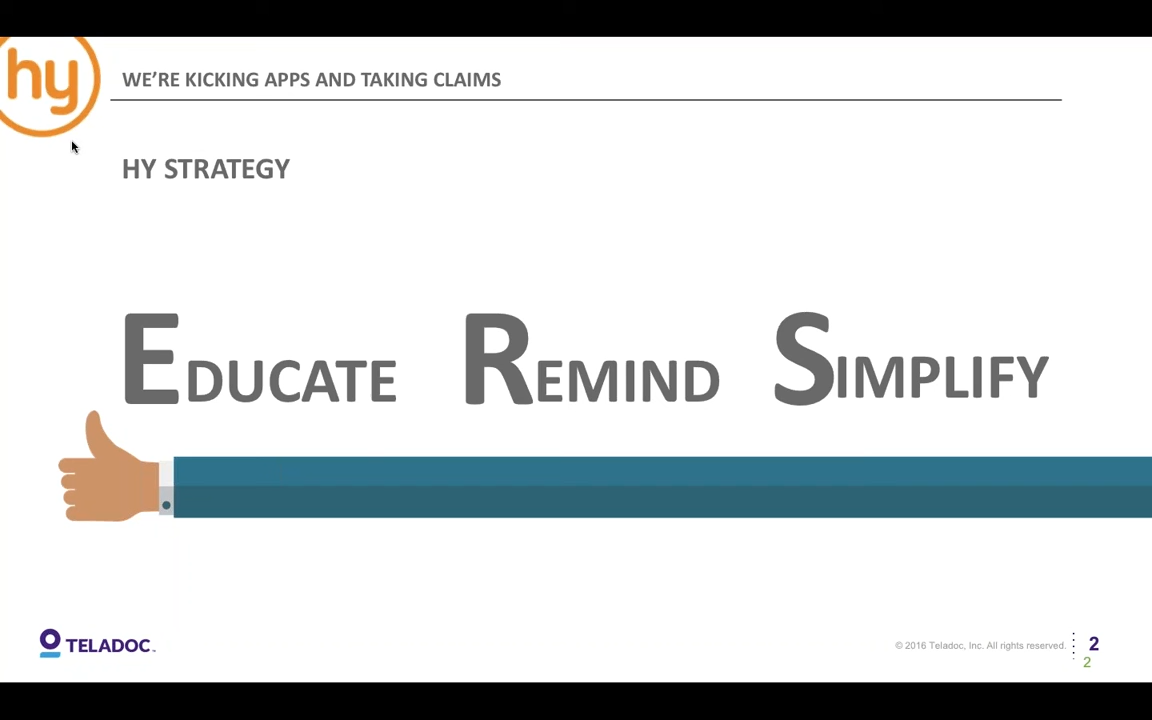 hy
WE'RE KICKING APPS AND TAKING CLAIMS
HY STRATEGY
EDUCATE REMIND SIMPLIFY
TELADOC™
© 2016 Teladoc, Inc. All rights reserved. 2
2